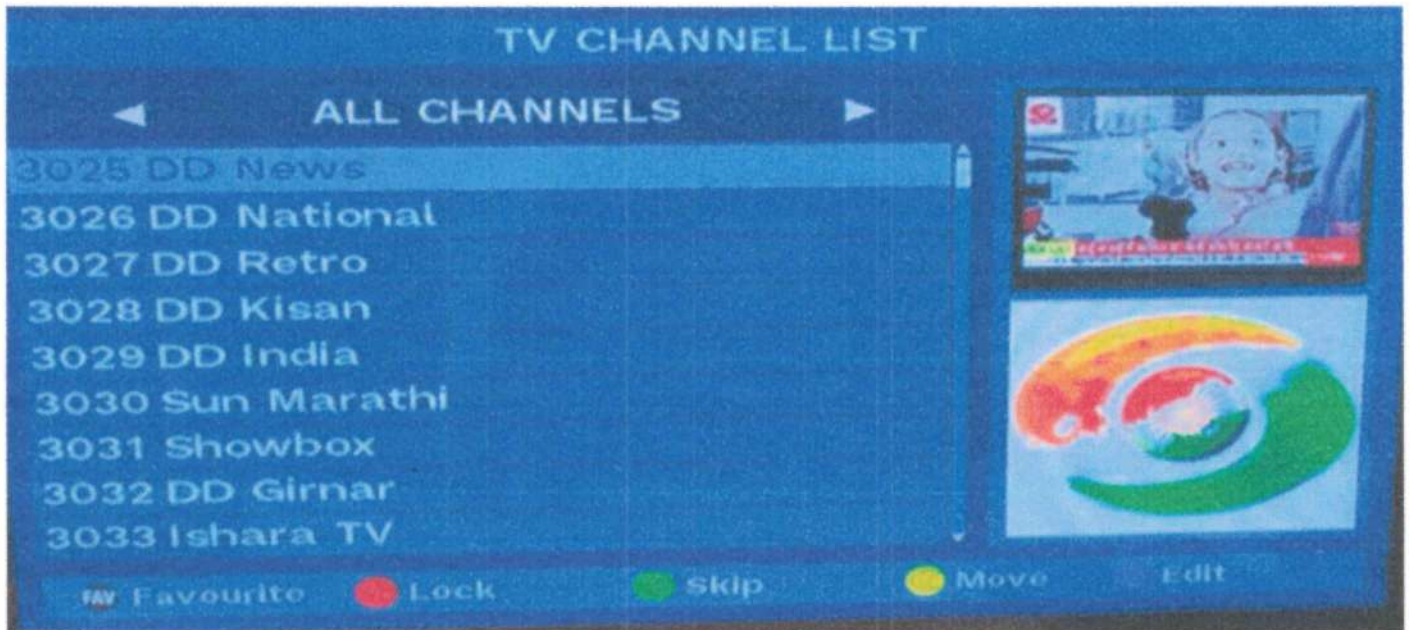 TV CHANNEL LIST
ALL CHANNELS
3025 DD News
3026 DD National
3027 DD Retro
3028 DD Kisan
3029 DD India
3030 Sun Marathi
3031 Showbox
3032 DD Girnar
3033 Ishara TV
FAV Favourite Lock Skip Move Edit